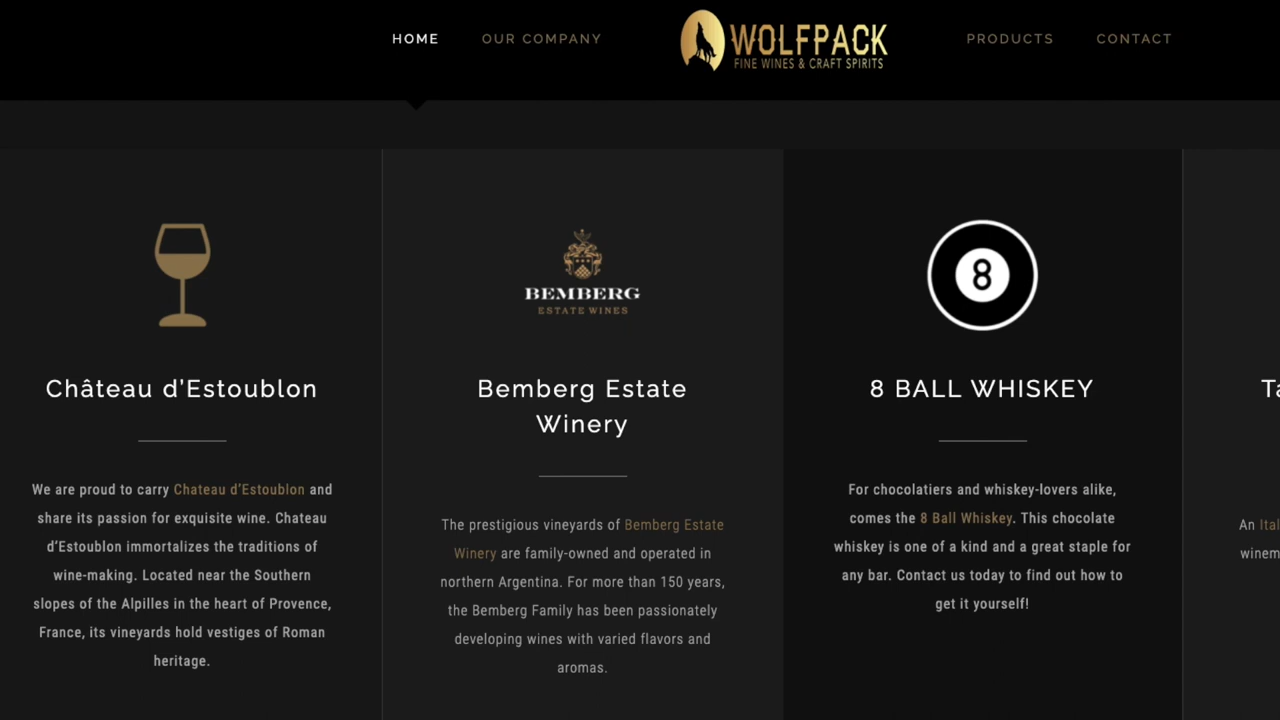 HOME
OUR COMPANY
WOLFPACK
FINE WINES & CRAFT SPIRITS
PRODUCTS
CONTACT
Château d’Estoublon
We are proud to carry Chateau d’Estoublon and
share its passion for exquisite wine. Chateau
d’Estoublon immortalizes the traditions of
wine-making. Located near the Southern
slopes of the Alpilles in the heart of Provence,
France, its vineyards hold vestiges of Roman
heritage.
BEMBERG
ESTATE WINES
Bemberg Estate
Winery
The prestigious vineyards of Bemberg Estate
Winery are family-owned and operated in
northern Argentina. For more than 150 years,
the Bemberg Family has been passionately
developing wines with varied flavors and
aromas.
8
8 BALL WHISKEY
For chocolatiers and whiskey-lovers alike,
comes the 8 Ball Whiskey. This chocolate
whiskey is one of a kind and a great staple for
any bar. Contact us today to find out how to
get it yourself!
An